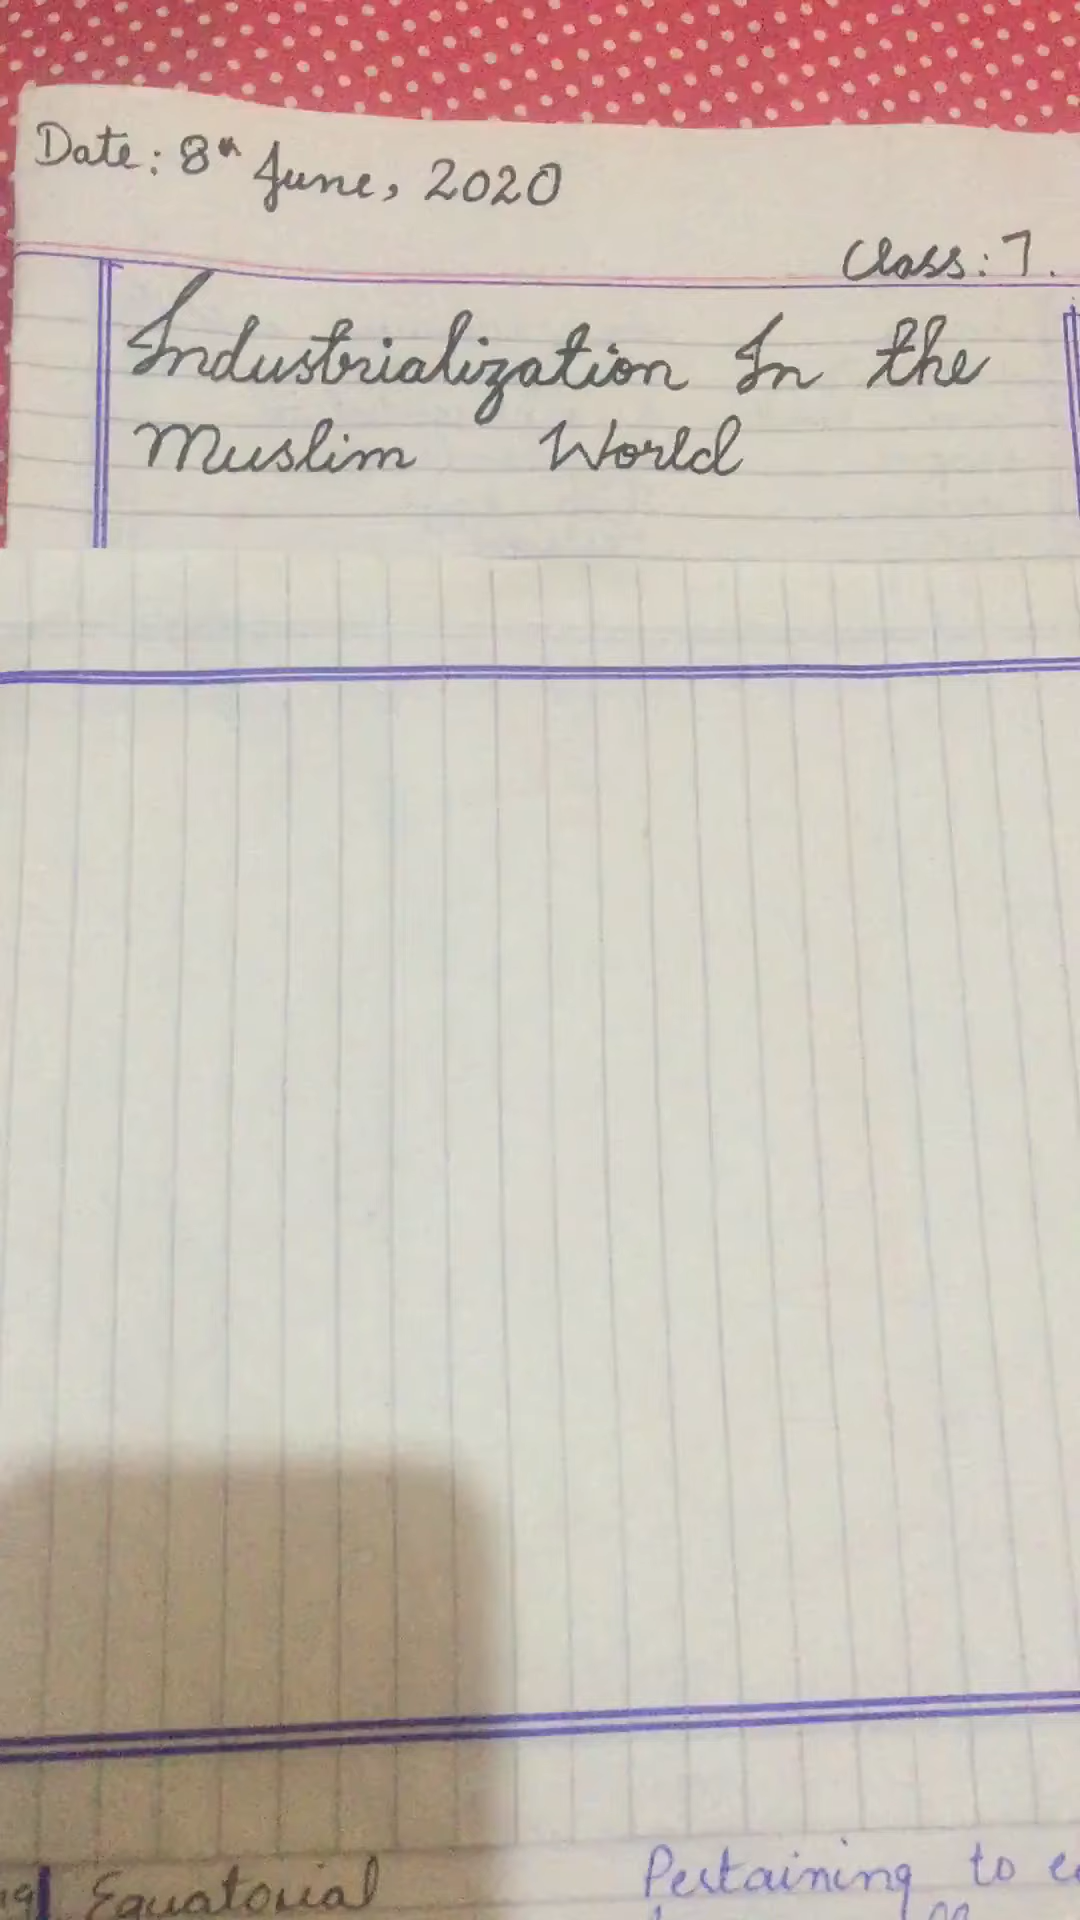 Date: 8th June, 2020
Class: 7.
Industrialization In the
Muslim World
Equatorial
Pertaining to